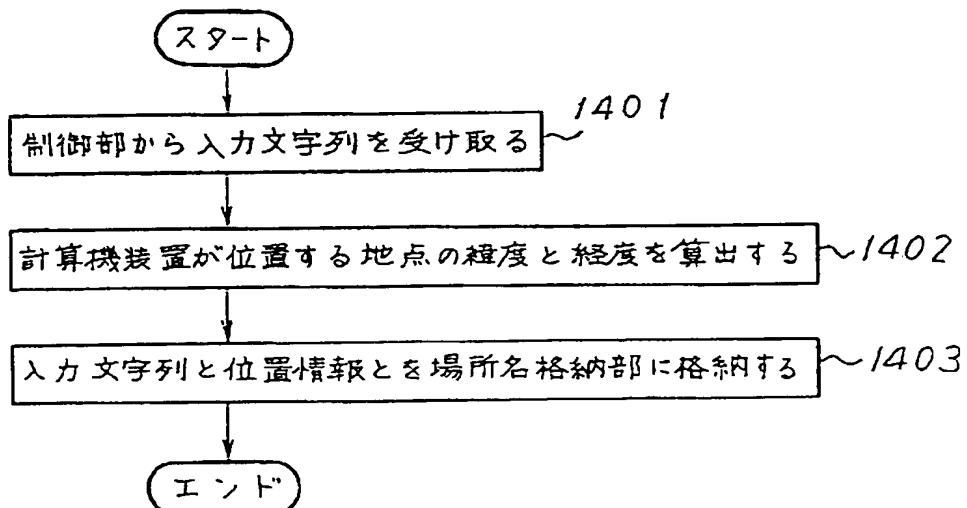 スタート
制御部から入力文字列を受け取る
1401
計算機装置が位置する地点の緯度と経度を算出する
1402
入力文字列と位置情報とを場所名格納部に格納する
1403
エンド